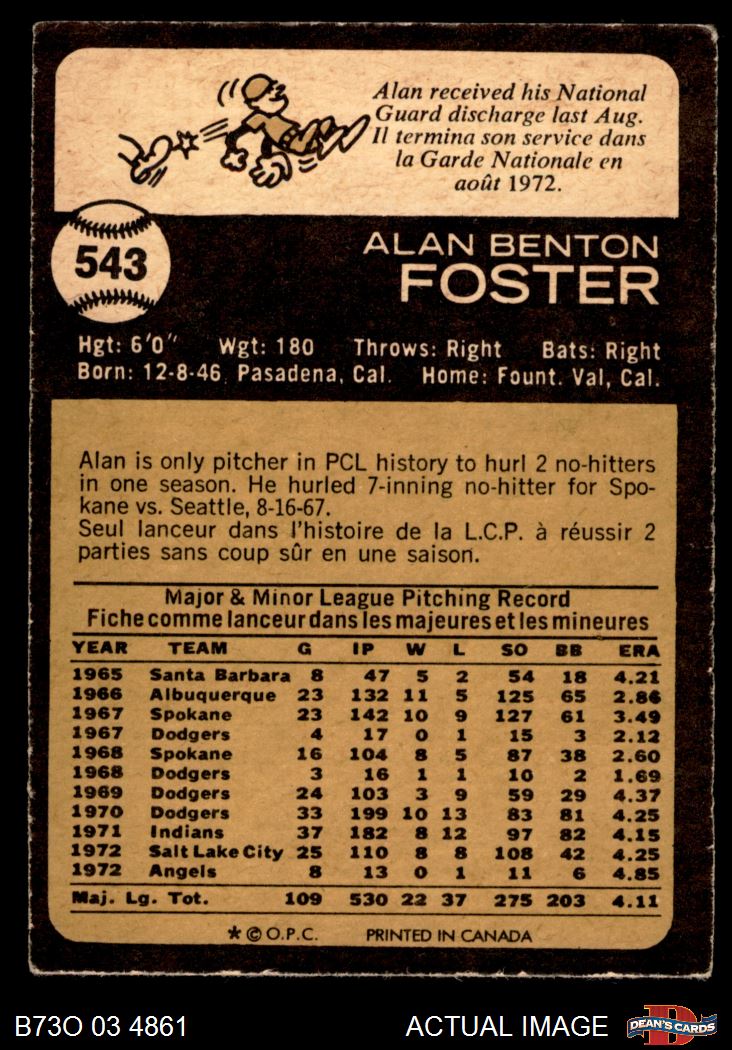 Alan received his National
Guard discharge last Aug.
Il termina son service dans
la Garde Nationale en
août 1972.
543
ALAN BENTON
FOSTER
Hgt: 6'0" Wgt: 180 Throws: Right Bats: Right
Born: 12-8-46 Pasadena, Cal. Home: Fount. Val, Cal.
Alan is only pitcher in PCL history to hurl 2 no-hitters
in one season. He hurled 7-inning no-hitter for Spo-
kane vs. Seattle, 8-16-67.
Seul lanceur dans l'histoire de la L.C.P. à réussir 2
parties sans coup sûr en une saison.
Major & Minor League Pitching Record
Fiche comme lanceur dans les majeures et les mineures
YEAR TEAM G IP W L SO BB ERA
1965 Santa Barbara 8 47 5 2 54 18 4.21
1966 Albuquerque 23 132 11 5 125 65 2.86
1967 Spokane 23 142 10 9 127 61 3.49
1967 Dodgers 4 17 0 1 15 3 2.12
1968 Spokane 16 104 8 5 87 38 2.60
1968 Dodgers 3 16 1 1 10 2 1.69
1969 Dodgers 24 103 3 9 59 29 4.37
1970 Dodgers 33 199 10 13 83 81 4.25
1971 Indians 37 182 8 12 97 82 4.15
1972 Salt Lake City 25 110 8 8 108 42 4.25
1972 Angels 8 13 0 1 11 6 4.85
Maj. Lg. Tot. 109 530 22 37 275 203 4.11
* © O.P.C. PRINTED IN CANADA
B73O 03 4861 ACTUAL IMAGE
DEAN'S CARDS